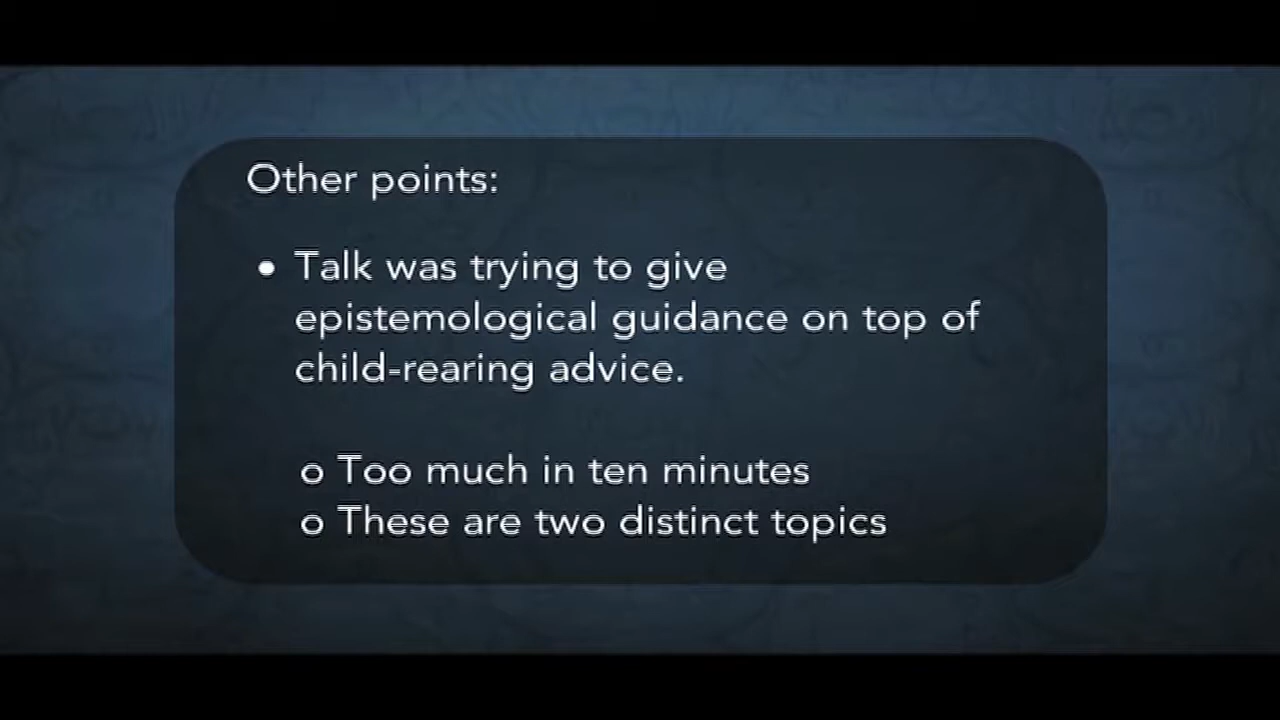 Other points:
• Talk was trying to give
epistemological guidance on top of
child-rearing advice.
o Too much in ten minutes
o These are two distinct topics